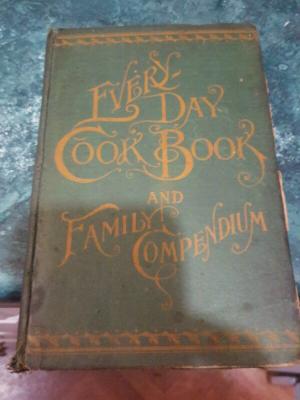 EVERY-
DAY
COOK BOOK
AND
FAMILY
COMPENDIUM